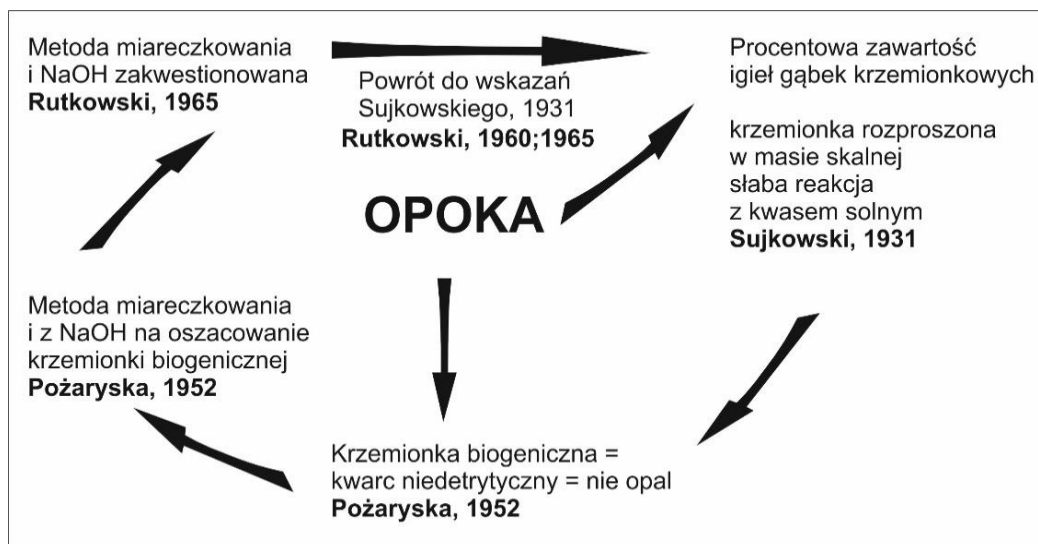 Metoda miareczkowania
i NaOH zakwestionowana
Rutkowski, 1965
Powrót do wskazań
Sujkowskiego, 1931
Rutkowski, 1960;1965
Procentowa zawartość
igieł gąbek krzemionkowych
krzemionka rozproszona
w masie skalnej
słaba reakcja
z kwasem solnym
Sujkowski, 1931
OPOKA
Metoda miareczkowania
i z NaOH na oszacowanie
krzemionki biogenicznej
Pożaryska, 1952
Krzemionka biogeniczna =
kwarc niedetrytyczny = nie opal
Pożaryska, 1952